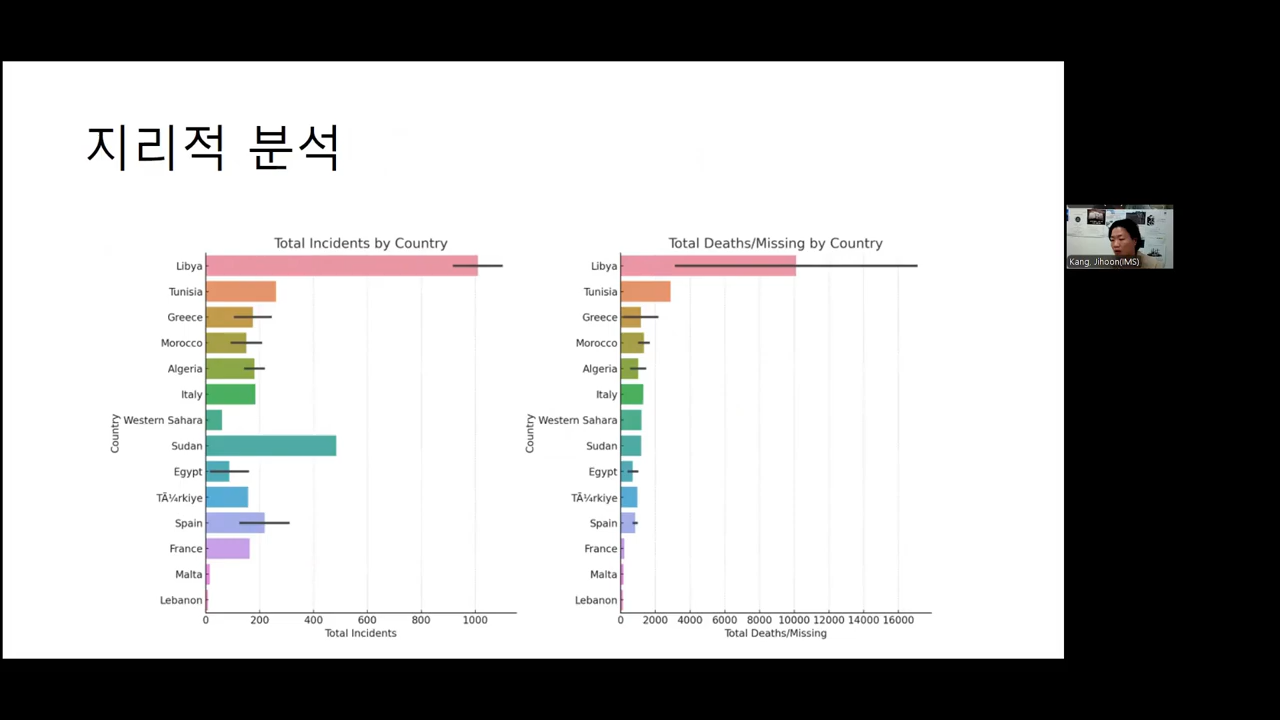 지리적 분석
Total Incidents by Country
Libya
Tunisia
Greece
Morocco
Algeria
Italy
Western Sahara
Sudan
Egypt
TÃ¼rkiye
Spain
France
Malta
Lebanon
Country
0 200 400 600 800 1000
Total Incidents
Total Deaths/Missing by Country
Libya
Tunisia
Greece
Morocco
Algeria
Italy
Western Sahara
Sudan
Egypt
TÃ¼rkiye
Spain
France
Malta
Lebanon
Country
0 2000 4000 6000 8000 10000 12000 14000 16000
Total Deaths/Missing
Kang, Jihoon(IMS)